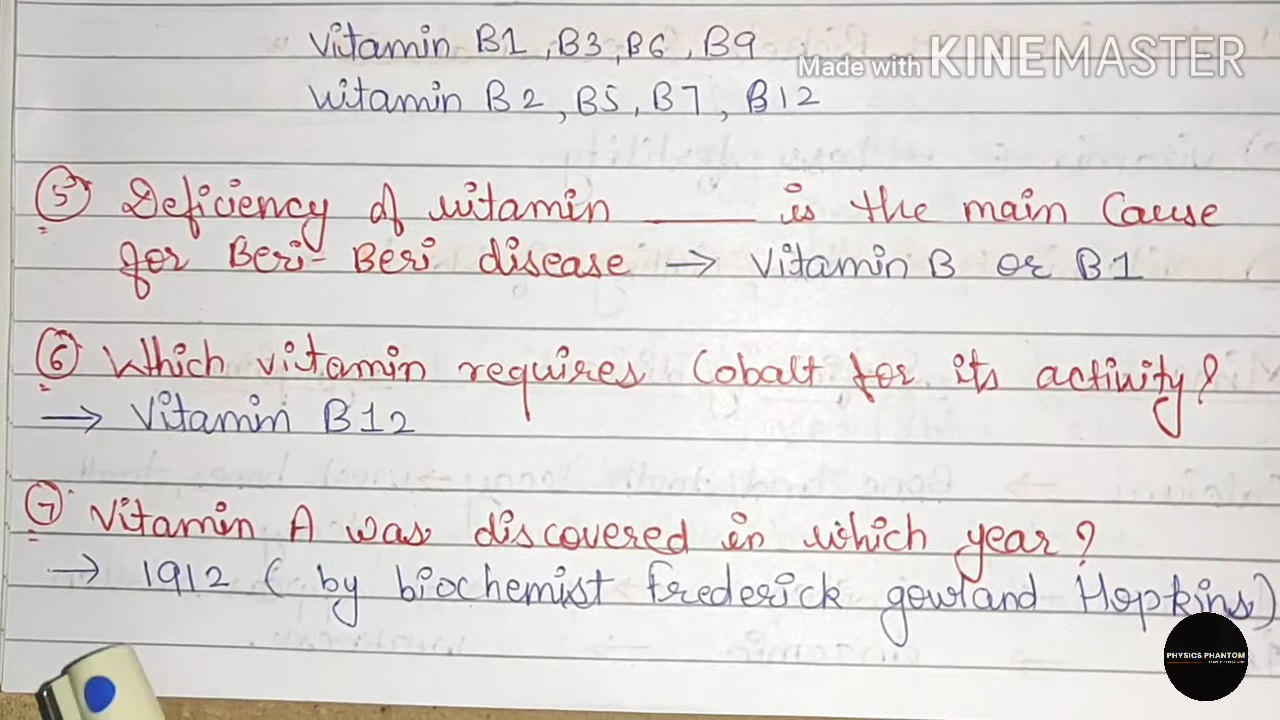 Vitamin B1, B3, B6, B9
Made with KINEMASTER
Vitamin B2, B5, B7, B12
5 Deficiency of vitamin ____ is the main Cause
for Beri-Beri disease → Vitamin B or B1
6 Which vitamin requires Cobalt for its activity?
→ Vitamin B12
7 Vitamin A was discovered in which year?
→ 1912 ( by biochemist Frederick gowland Hopkins)
PHYSICS PHANTOM